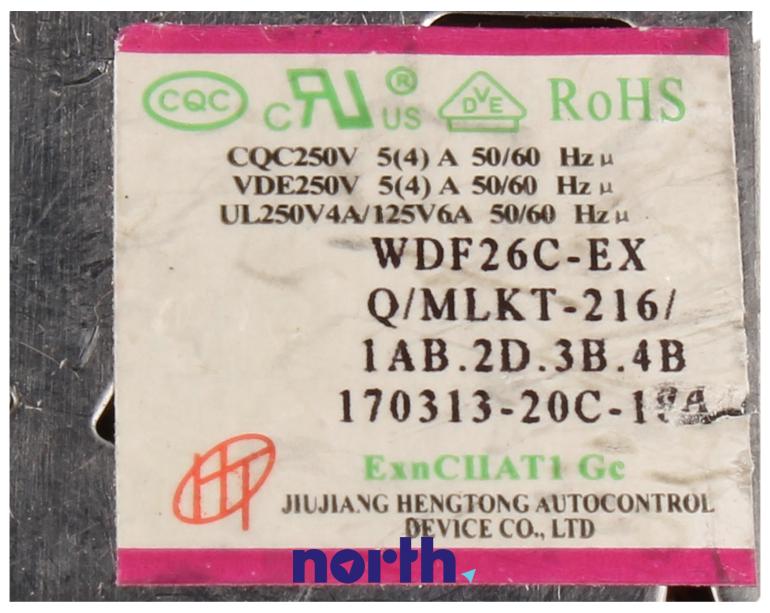 CQC
C RU ® US
DVE
RoHS
CQC250V 5(4) A 50/60 Hz μ
VDE250V 5(4) A 50/60 Hz μ
UL250V4A/125V6A 50/60 Hz μ
WDF26C-EX
Q/MLKT-216/
1AB.2D.3B.4B
170313-20C-
HT
ExnCIIAT1 Gc
JIUJIANG HENGTONG AUTOCONTROL
DEVICE CO., LTD
north.